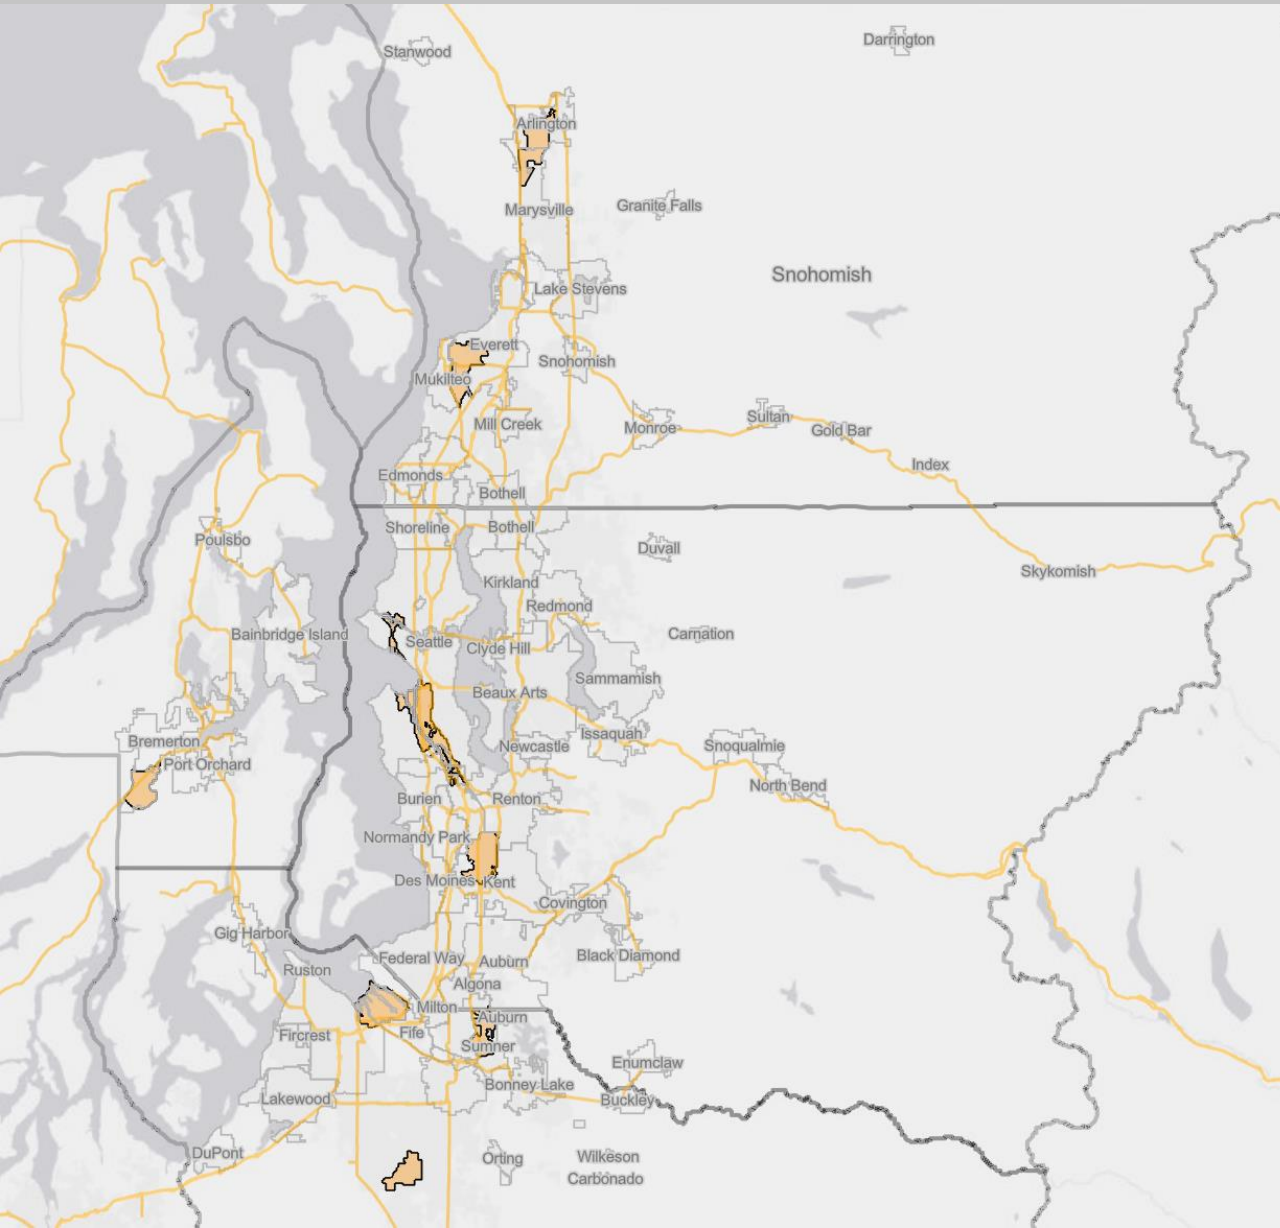 Darrington
Stanwood
Arlington
Granite Falls
Marysville
Snohomish
Lake Stevens
Everett
Snohomish
Mukilteo
Sultan
Mill Creek
Monroe
Gold Bar
Index
Edmonds
Bothell
Shoreline
Bothell
Poulsbo
Duvall
Skykomish
Kirkland
Redmond
Bainbridge Island
Carnation
Seattle
Clyde Hill
Sammamish
Beaux Arts
Issaquah
Bremerton
Newcastle
Snoqualmie
Port Orchard
North Bend
Burien
Renton
Normandy Park
Des Moines
Kent
Covington
Gig Harbor
Federal Way
Auburn
Black Diamond
Ruston
Algona
Milton
Auburn
Fircrest
Fife
Sumner
Enumclaw
Bonney Lake
Lakewood
Buckley
DuPont
Orting
Wilkeson
Carbonado